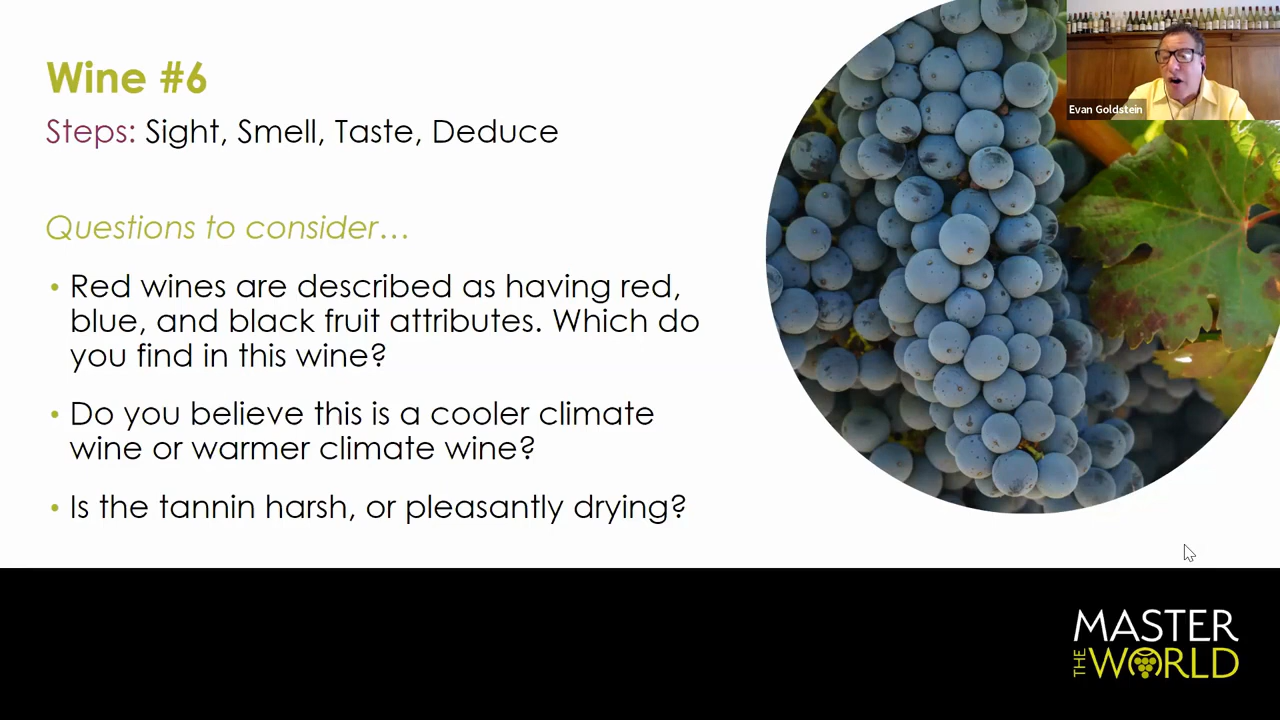 Wine #6
Steps: Sight, Smell, Taste, Deduce
Questions to consider...
• Red wines are described as having red,
blue, and black fruit attributes. Which do
you find in this wine?
• Do you believe this is a cooler climate
wine or warmer climate wine?
• Is the tannin harsh, or pleasantly drying?
Evan Goldstein
MASTER
THE WORLD